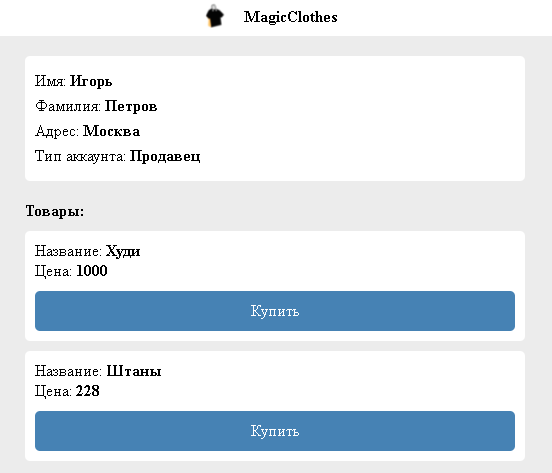 MagicClothes
Имя: Игорь
Фамилия: Петров
Адрес: Москва
Тип аккаунта: Продавец
Товары:
Название: Худи
Цена: 1000
Купить
Название: Штаны
Цена: 228
Купить